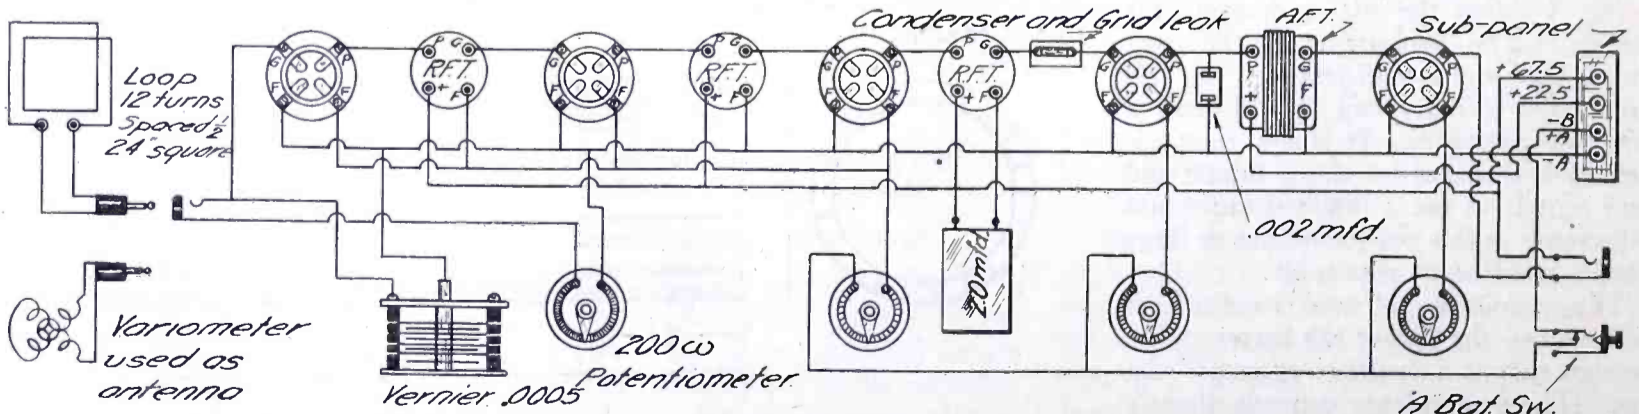 Loop
12 turns
Spaced ½"
24" square
Variometer
used as
antenna
Vernier .0005
200 ω
Potentiometer.
G P
F F
P G
R.F.T.
+ F
G P
F F
P G
R.F.T.
+ F
G P
F F
Condenser and Grid leak
P G
R.F.T.
+ F
2.0 mfd.
G P
F F
.002 mfd.
A.F.T.
P G
+ F
G P
F F
Sub-panel
+67.5
+22.5
-B
+A
-A
A Bat. Sw.